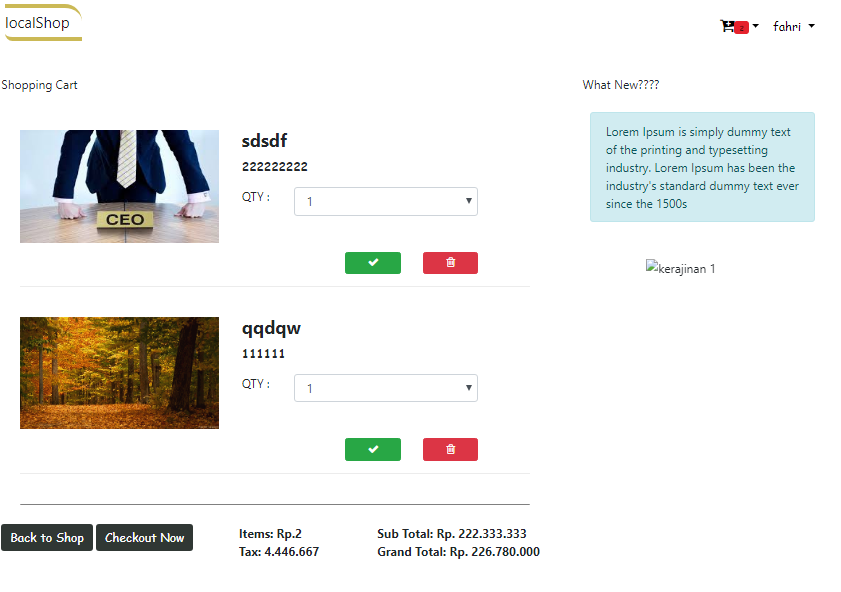 localShop
2
fahri
Shopping Cart
What New????
sdsdf
222222222
QTY :
1
CEO
qqdqw
111111
QTY :
1
Lorem Ipsum is simply dummy text
of the printing and typesetting
industry. Lorem Ipsum has been the
industry's standard dummy text ever
since the 1500s
kerajinan 1
Back to Shop
Checkout Now
Items: Rp.2
Sub Total: Rp. 222.333.333
Tax: 4.446.667
Grand Total: Rp. 226.780.000